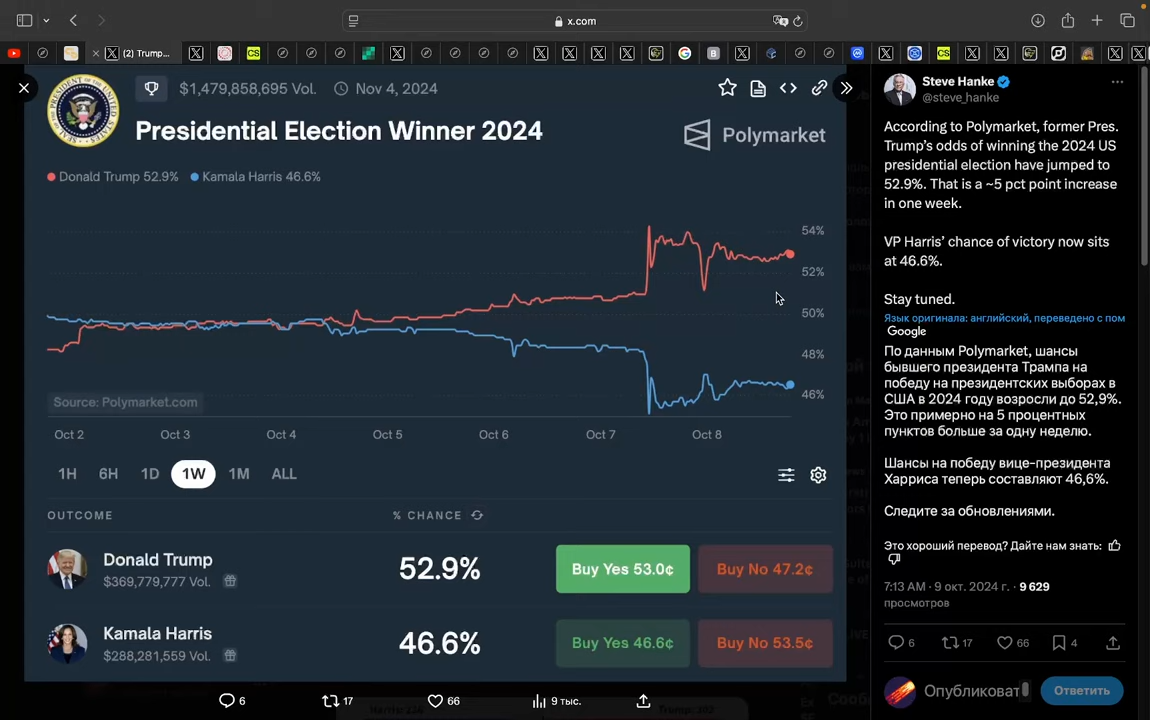 x.com
(2) Trump...
$1,479,858,695 Vol.
Nov 4, 2024
Presidential Election Winner 2024
Polymarket
Donald Trump 52.9%
Kamala Harris 46.6%
54%
52%
50%
48%
46%
Source: Polymarket.com
Oct 2
Oct 3
Oct 4
Oct 5
Oct 6
Oct 7
Oct 8
1H
6H
1D
1W
1M
ALL
OUTCOME
% CHANCE
Donald Trump
$369,779,777 Vol.
52.9%
Buy Yes 53.0¢
Buy No 47.2¢
Kamala Harris
$288,281,559 Vol.
46.6%
Buy Yes 46.6¢
Buy No 53.5¢
6
17
66
9 тыс.
Steve Hanke
@steve_hanke
According to Polymarket, former Pres.
Trump's odds of winning the 2024 US
presidential election have jumped to
52.9%. That is a ~5 pct point increase
in one week.
VP Harris' chance of victory now sits
at 46.6%.
Stay tuned.
Язык оригинала: английский, переведено с пом
Google
По данным Polymarket, шансы
бывшего президента Трампа на
победу на президентских выборах в
США в 2024 году возросли до 52,9%.
Это примерно на 5 процентных
пунктов больше за одну неделю.
Шансы на победу вице-президента
Харриса теперь составляют 46,6%.
Следите за обновлениями.
Это хороший перевод? Дайте нам знать:
7:13 AM · 9 окт. 2024 г. · 9 629
просмотров
6
17
66
4
Опубликоват
Ответить